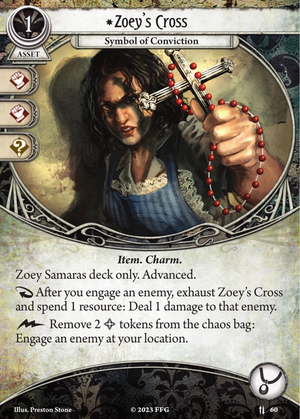 1
ASSET
*Zoey's Cross
Symbol of Conviction
?
Item. Charm.
Zoey Samaras deck only. Advanced.
After you engage an enemy, exhaust Zoey's Cross
and spend 1 resource: Deal 1 damage to that enemy.
Remove 2 tokens from the chaos bag:
Engage an enemy at your location.
Illus. Preston Stone
© 2023 FFG
60